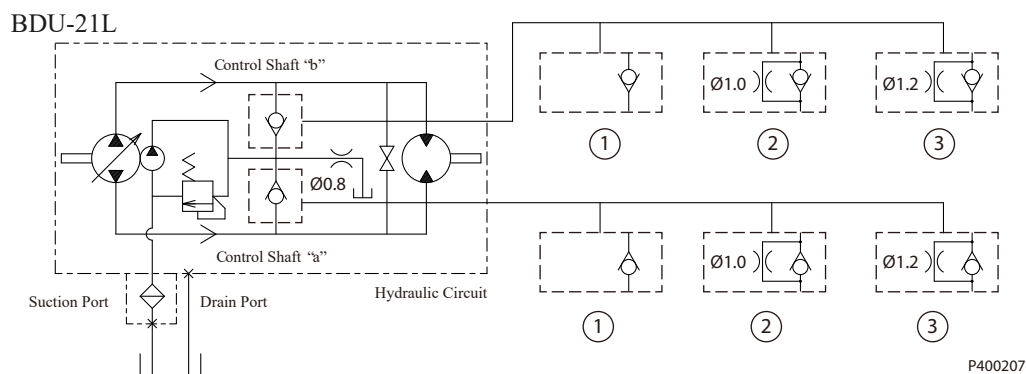 BDU-21L
Control Shaft “b”
Ø1.0
Ø1.2
1
2
3
Ø0.8
Control Shaft “a”
Ø1.0
Ø1.2
Suction Port
Drain Port
Hydraulic Circuit
1
2
3
P400207